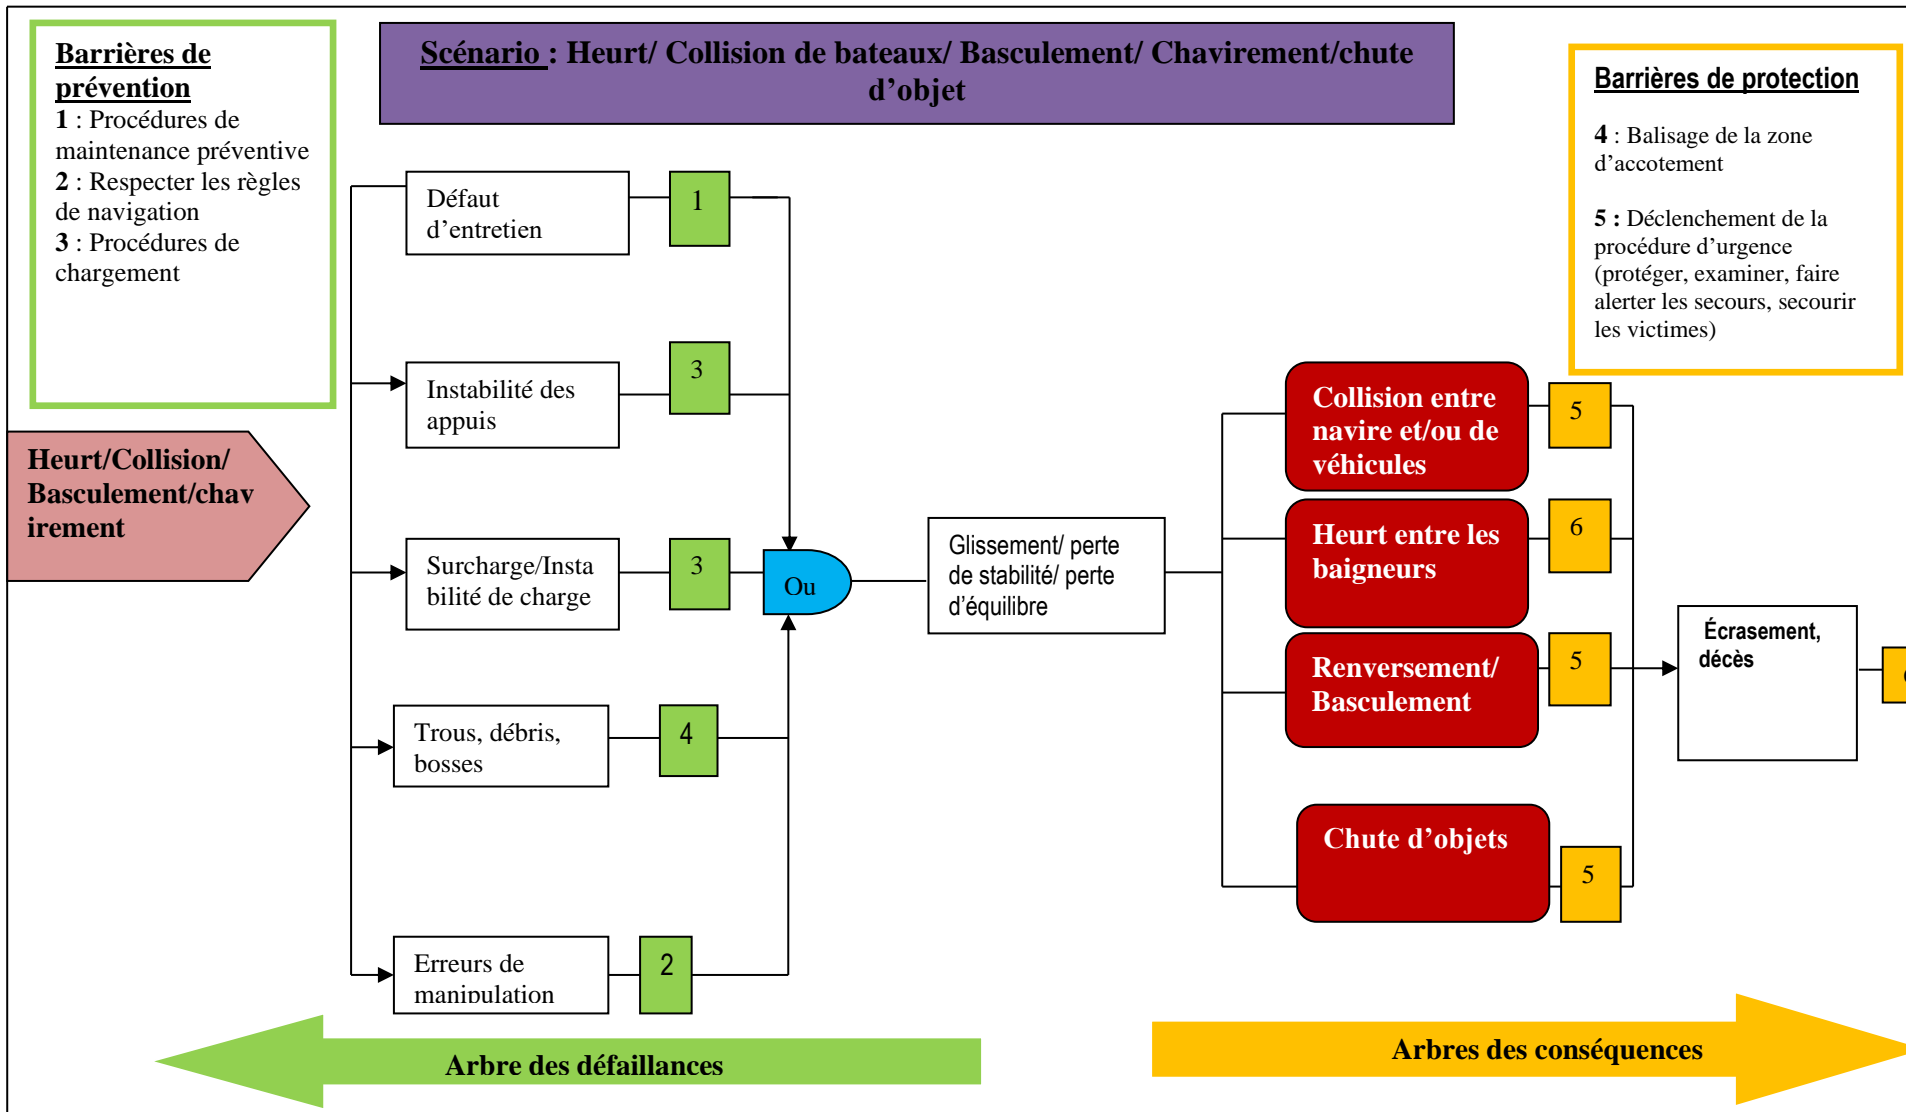 Barrières de
prévention
1 : Procédures de
maintenance préventive
2 : Respecter les règles
de navigation
3 : Procédures de
chargement
Scénario : Heurt/ Collision de bateaux/ Basculement/ Chavirement/chute
d’objet
Barrières de protection
4 : Balisage de la zone
d’accotement
5 : Déclenchement de la
procédure d’urgence
(protéger, examiner, faire
alerter les secours, secourir
les victimes)
Heurt/Collision/
Basculement/chav
irement
Défaut
d’entretien
1
Instabilité des
appuis
3
Surcharge/Insta
bilité de charge
3
Trous, débris,
bosses
4
Erreurs de
manipulation
2
Ou
Glissement/ perte
de stabilité/ perte
d’équilibre
Collision entre
navire et/ou de
véhicules
5
Heurt entre les
baigneurs
6
Renversement/
Basculement
5
Chute d’objets
5
Écrasement,
décès
Arbre des défaillances
Arbres des conséquences